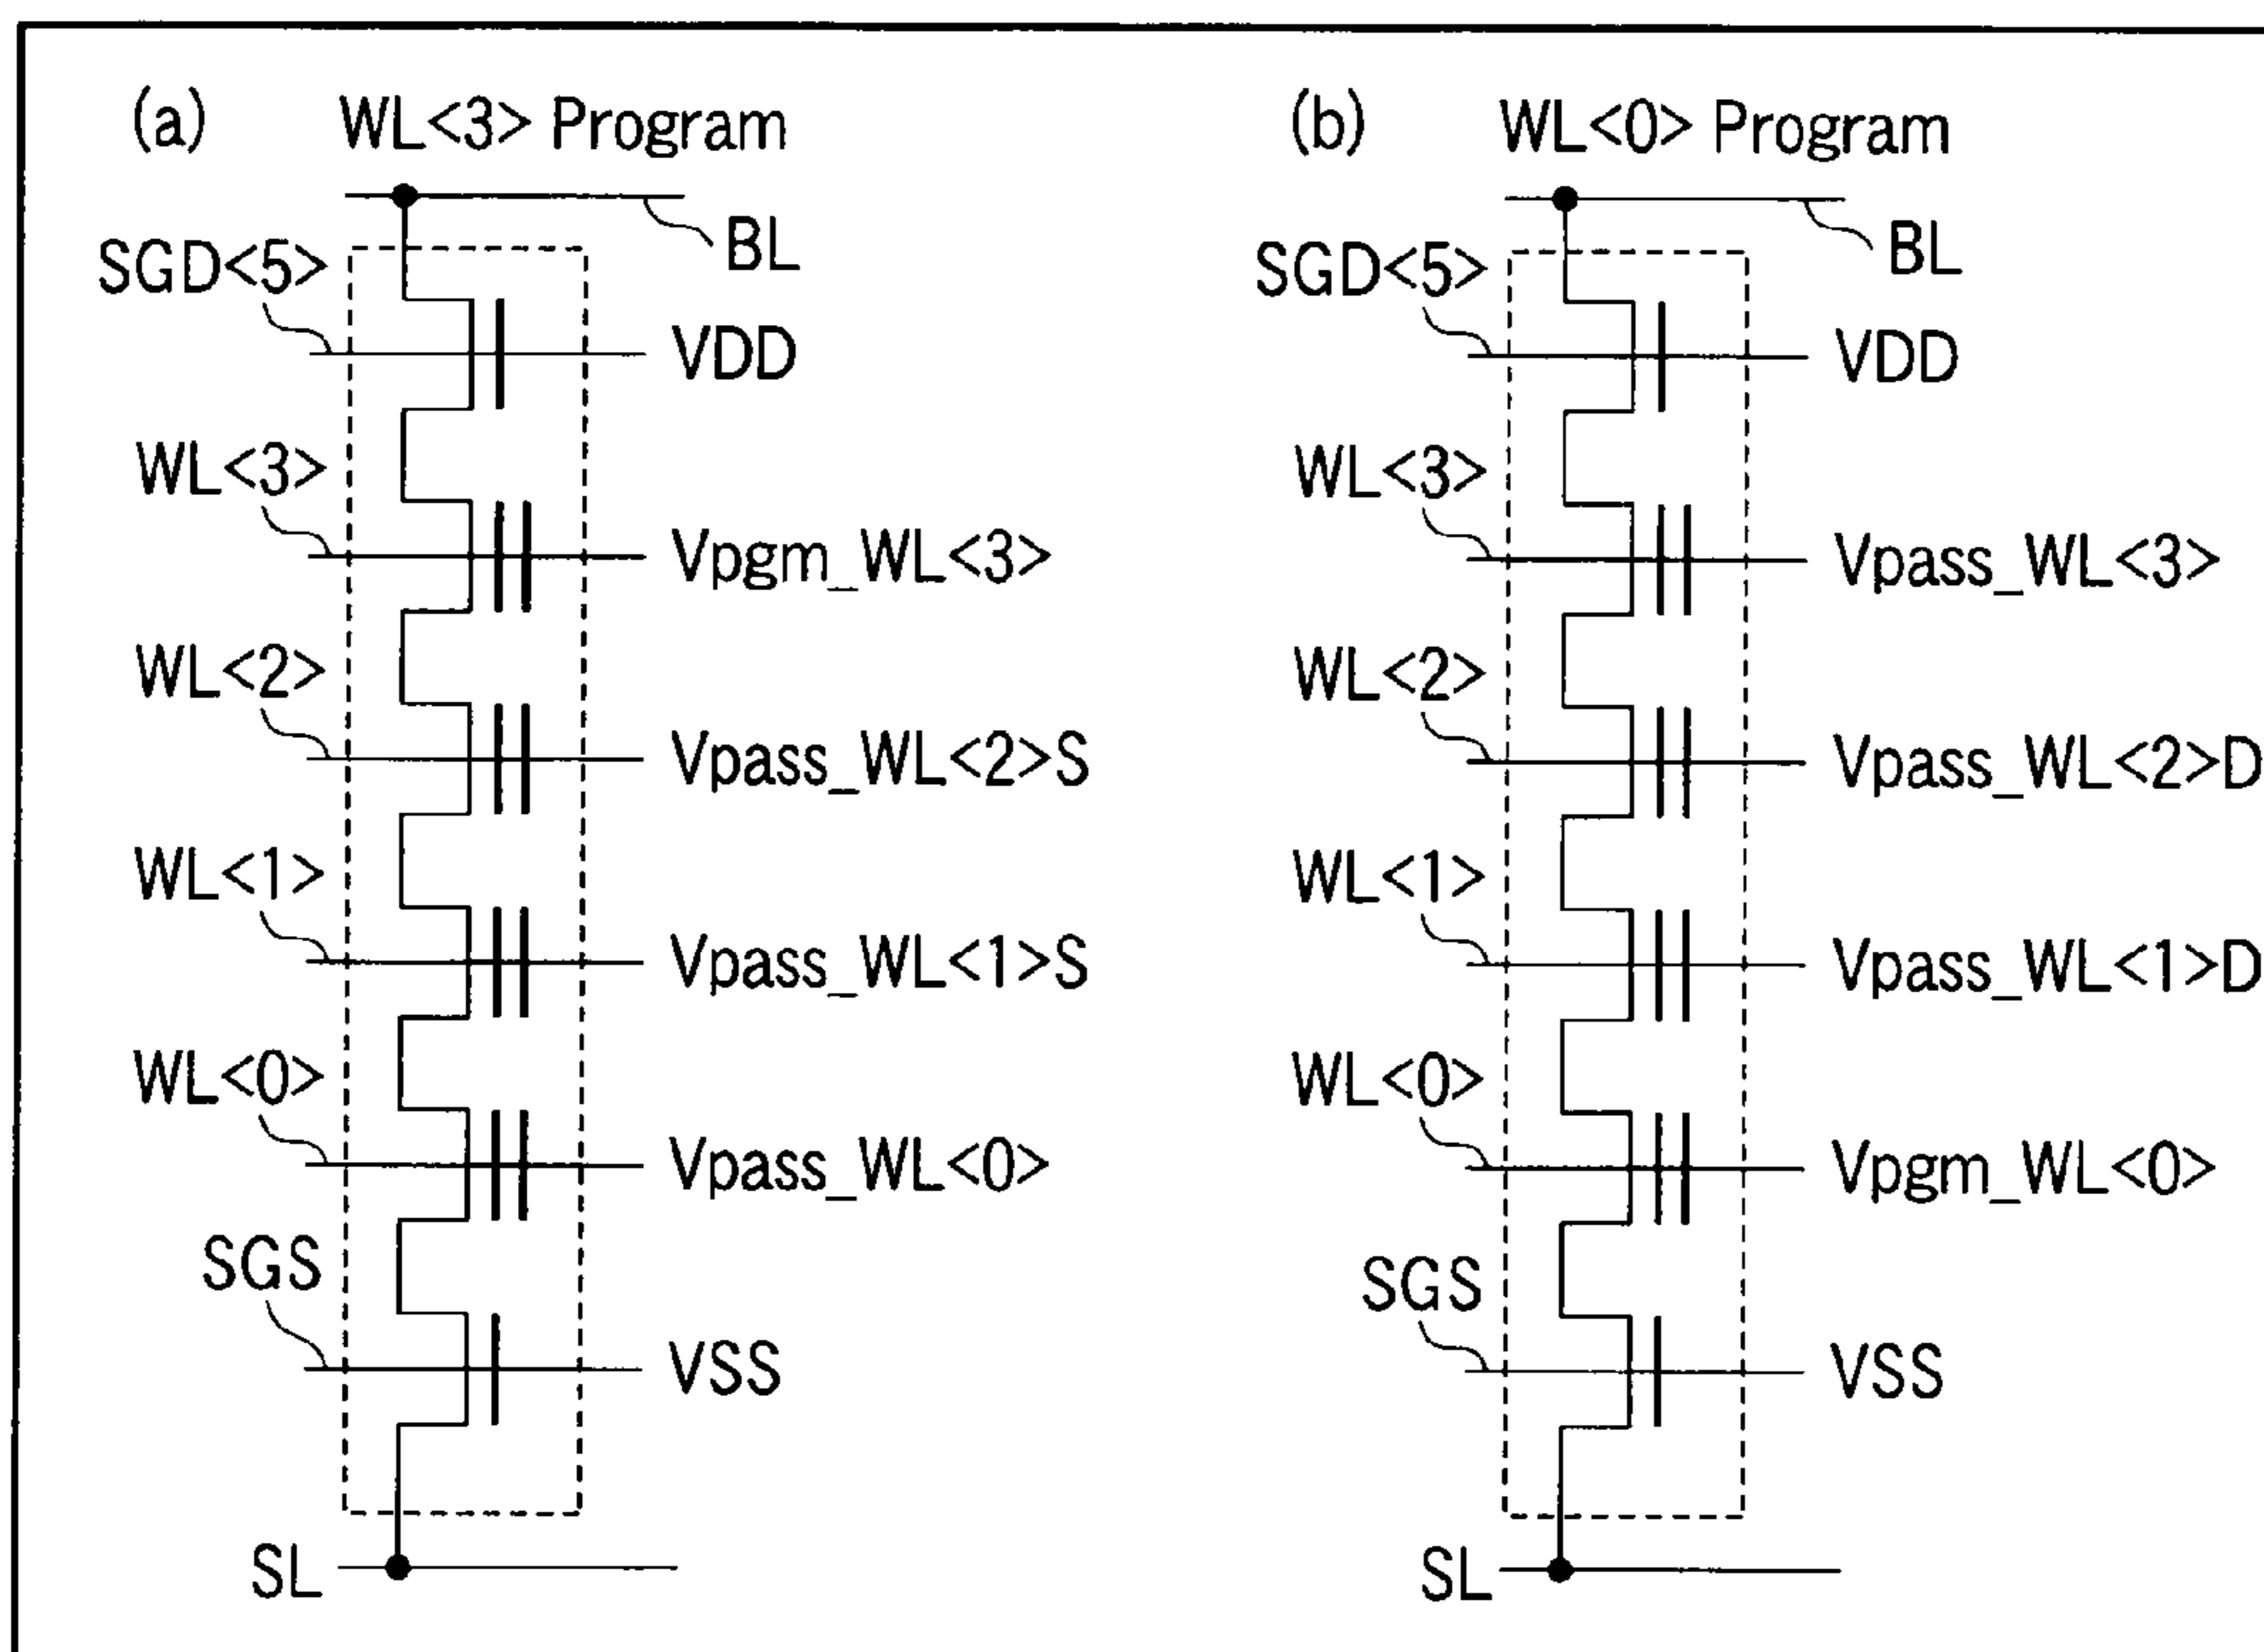 (a) WL<3> Program
BL
SGD<5>
VDD
WL<3>
Vpgm_WL<3>
WL<2>
Vpass_WL<2>S
WL<1>
Vpass_WL<1>S
WL<0>
Vpass_WL<0>
SGS
VSS
SL
(b) WL<0> Program
BL
SGD<5>
VDD
WL<3>
Vpass_WL<3>
WL<2>
Vpass_WL<2>D
WL<1>
Vpass_WL<1>D
WL<0>
Vpgm_WL<0>
SGS
VSS
SL